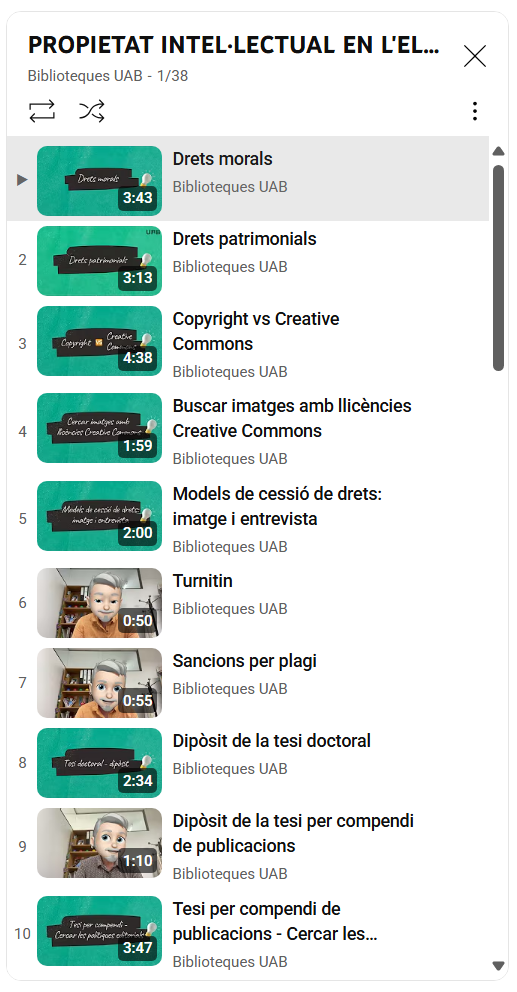 PROPIETAT INTEL·LECTUAL EN L'EL...
Biblioteques UAB - 1/38
Drets morals
3:43
Drets morals
Biblioteques UAB
2
UAB
Drets patrimonials
3:13
Drets patrimonials
Biblioteques UAB
3
Copyright VS Creative
Commons
4:38
Copyright vs Creative
Commons
Biblioteques UAB
4
Cercar imatges amb
llicències Creative Commons
1:59
Buscar imatges amb llicències
Creative Commons
Biblioteques UAB
5
Models de cessió de drets:
imatge i entrevista
2:00
Models de cessió de drets:
imatge i entrevista
Biblioteques UAB
6
0:50
Turnitin
Biblioteques UAB
7
0:55
Sancions per plagi
Biblioteques UAB
8
Tesi doctoral - dipòsit
2:34
Dipòsit de la tesi doctoral
Biblioteques UAB
9
1:10
Dipòsit de la tesi per compendi
de publicacions
Biblioteques UAB
10
Tesi per compendi -
Cercar les polítiques editorials
3:47
Tesi per compendi de
publicacions - Cercar les...
Biblioteques UAB